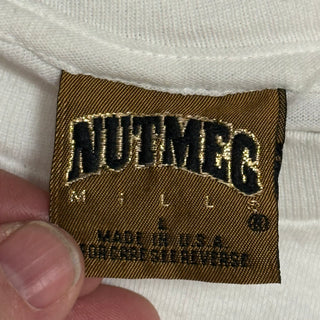 NUTMEG
MILLS
®
L
MADE IN U.S.A.
FOR CARE SEE REVERSE